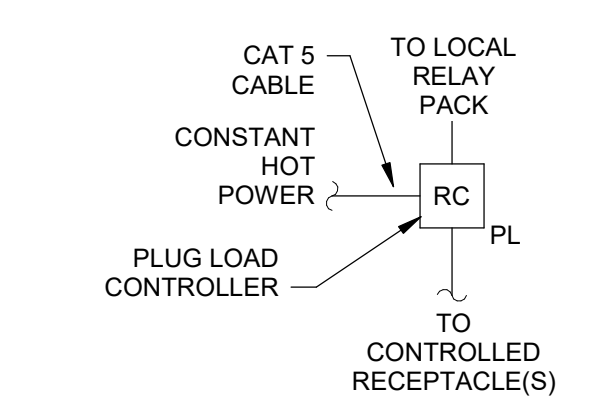 CAT 5
CABLE
TO LOCAL
RELAY
PACK
CONSTANT
HOT
POWER
RC
PL
PLUG LOAD
CONTROLLER
TO
CONTROLLED
RECEPTACLE(S)